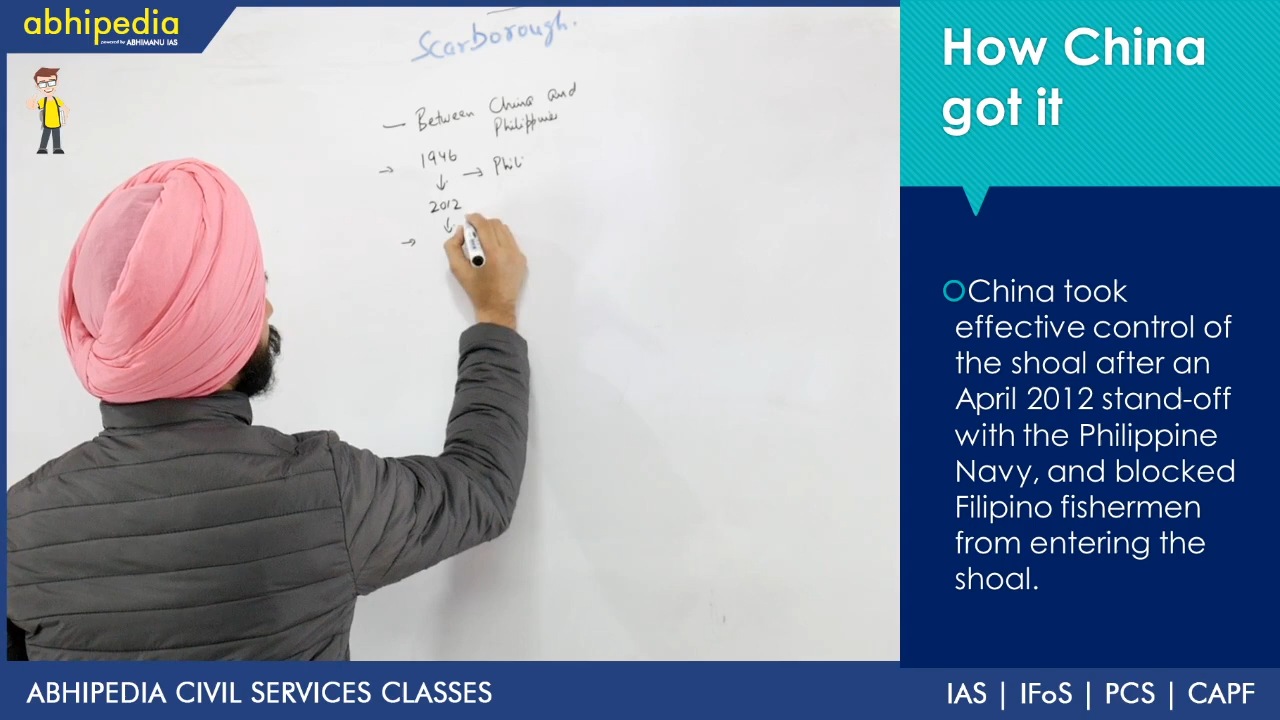 abhipedia
powered by ABHIMANU IAS
Scarborough.
— Between China and
Philippines
→ 1946
↓ → Phili
2012
↓
→
How China
got it
China took
effective control of
the shoal after an
April 2012 stand-off
with the Philippine
Navy, and blocked
Filipino fishermen
from entering the
shoal.
ABHIPEDIA CIVIL SERVICES CLASSES
IAS | IFoS | PCS | CAPF